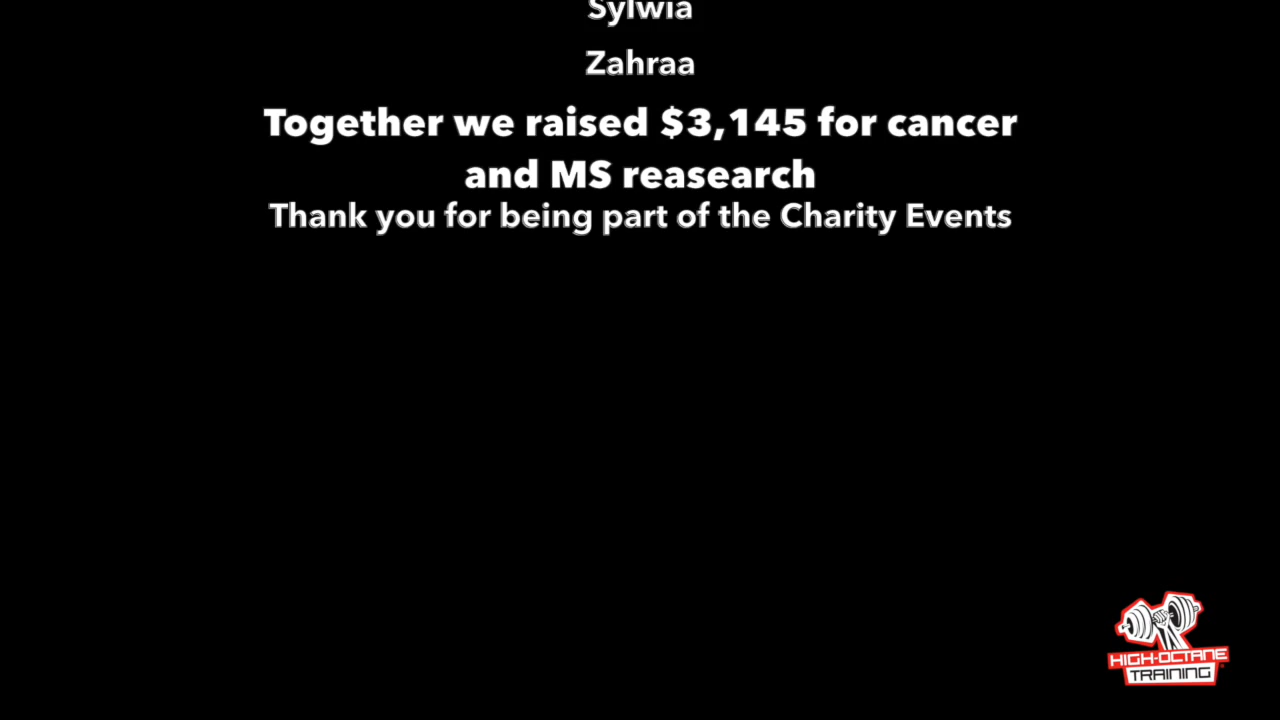 Sylwia
Zahraa
Together we raised $3,145 for cancer
and MS reasearch
Thank you for being part of the Charity Events
HIGH-OCTANE
TRAINING